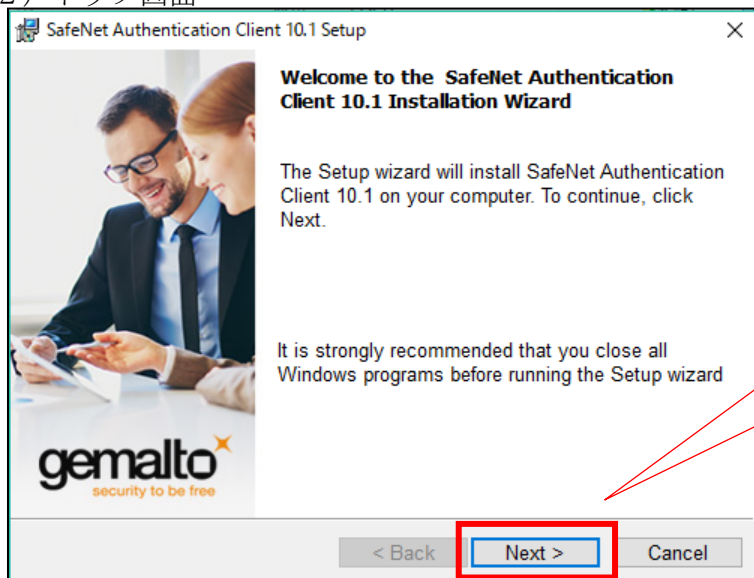 SafeNet Authentication Client 10.1 Setup
Welcome to the SafeNet Authentication
Client 10.1 Installation Wizard
The Setup wizard will install SafeNet Authentication
Client 10.1 on your computer. To continue, click
Next.
It is strongly recommended that you close all
Windows programs before running the Setup wizard
gemalto
security to be free
< Back Next > Cancel